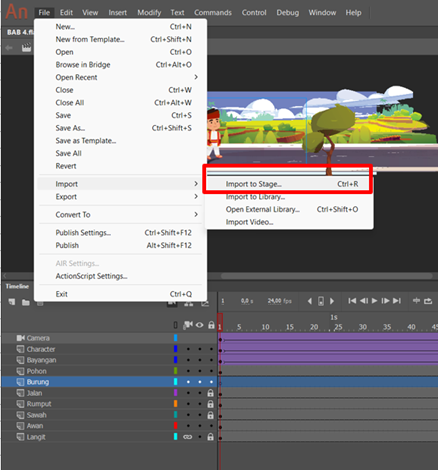 An File Edit View Insert Modify Text Commands Control Debug Window Help
BAB 4.fl
New... Ctrl+N
New from Template... Ctrl+Shift+N
Open Ctrl+O
Browse in Bridge Ctrl+Alt+O
Open Recent
Close Ctrl+W
Close All Ctrl+Alt+W
Save Ctrl+S
Save As... Ctrl+Shift+S
Save as Template...
Save All
Revert
Import
Import to Stage... Ctrl+R
Export
Import to Library...
Open External Library... Ctrl+Shift+O
Convert To
Import Video...
Publish Settings... Ctrl+Shift+F12
Publish Alt+Shift+F12
AIR Settings...
ActionScript Settings...
Exit Ctrl+Q
Timeline
1 0,0 s 24,00 fps 1
1s
1 5 10 15 20 25 30 35 40 45
Camera
Character
Bayangan
Pohon
Burung
Jalan
Rumput
Sawah
Awan
Langit